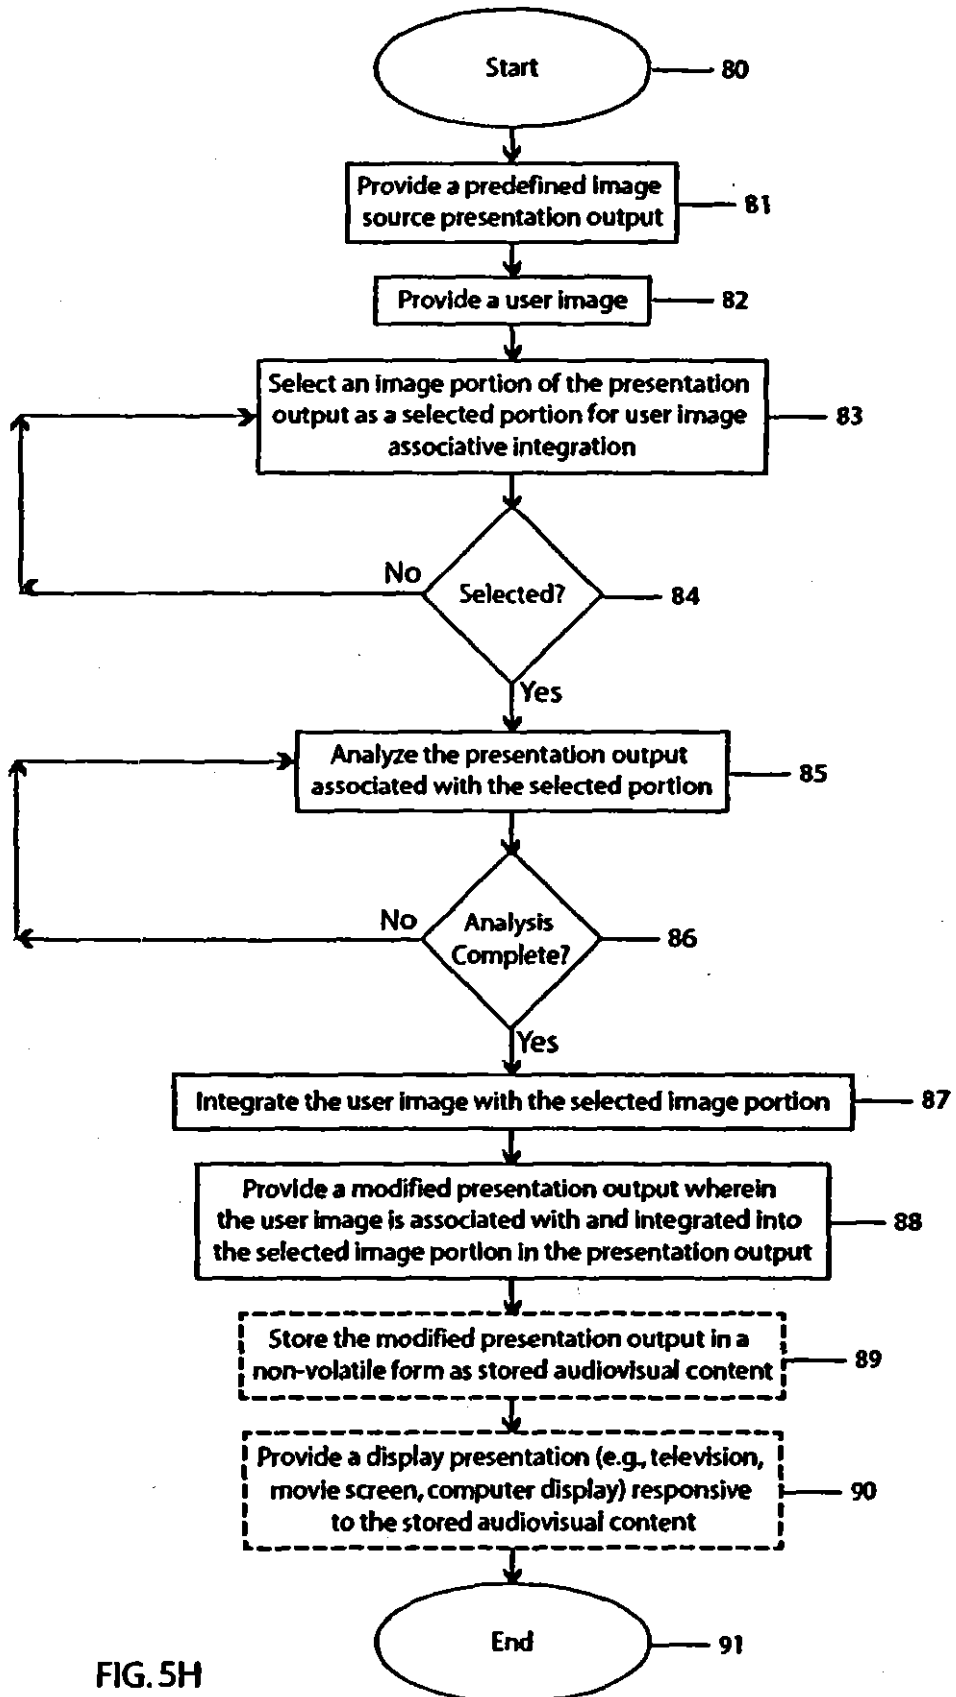 Start
80
Provide a predefined image
source presentation output
81
Provide a user image
82
Select an image portion of the presentation
output as a selected portion for user image
associative integration
83
No
Selected?
84
Yes
Analyze the presentation output
associated with the selected portion
85
No
Analysis
Complete?
86
Yes
Integrate the user image with the selected image portion
87
Provide a modified presentation output wherein
the user image is associated with and integrated into
the selected image portion in the presentation output
88
Store the modified presentation output in a
non-volatile form as stored audiovisual content
89
Provide a display presentation (e.g., television,
movie screen, computer display) responsive
to the stored audiovisual content
90
End
91
FIG. 5H